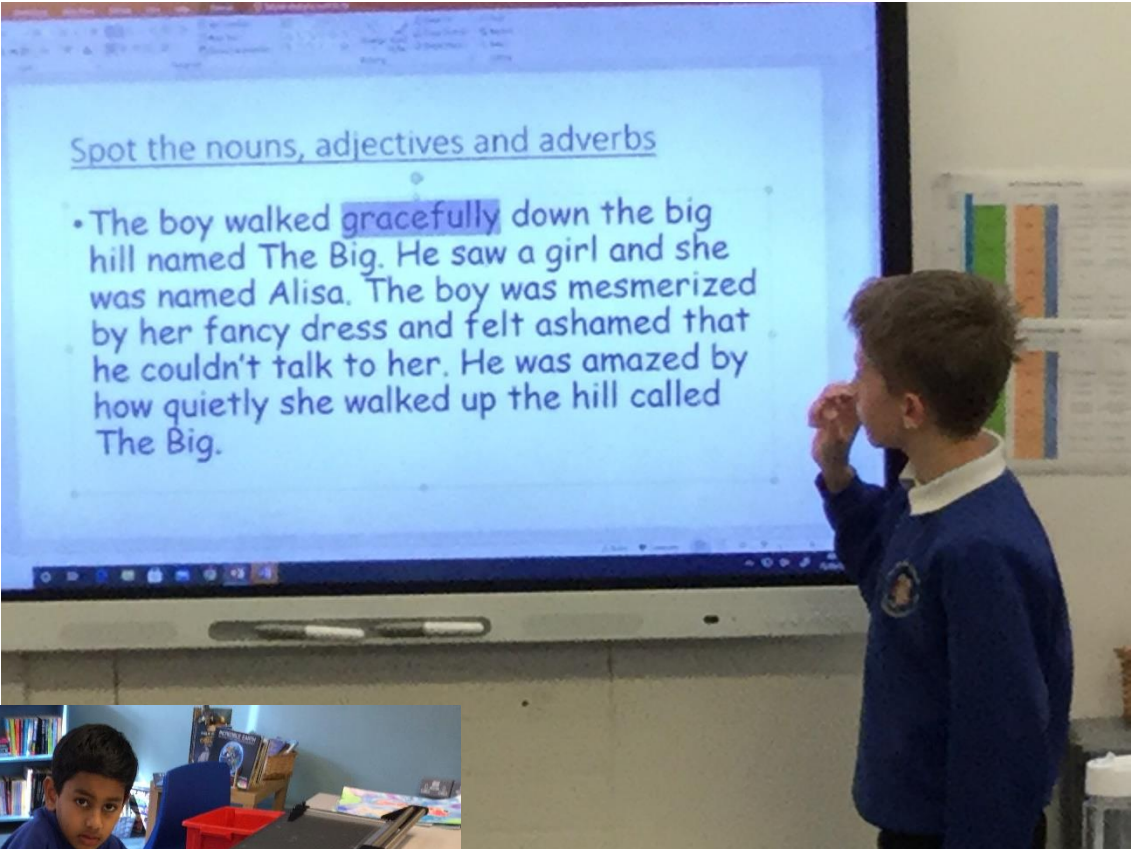 Spot the nouns, adjectives and adverbs
• The boy walked gracefully down the big
hill named The Big. He saw a girl and she
was named Alisa. The boy was mesmerized
by her fancy dress and felt ashamed that
he couldn't talk to her. He was amazed by
how quietly she walked up the hill called
The Big.
INCREDIBLE EARTH